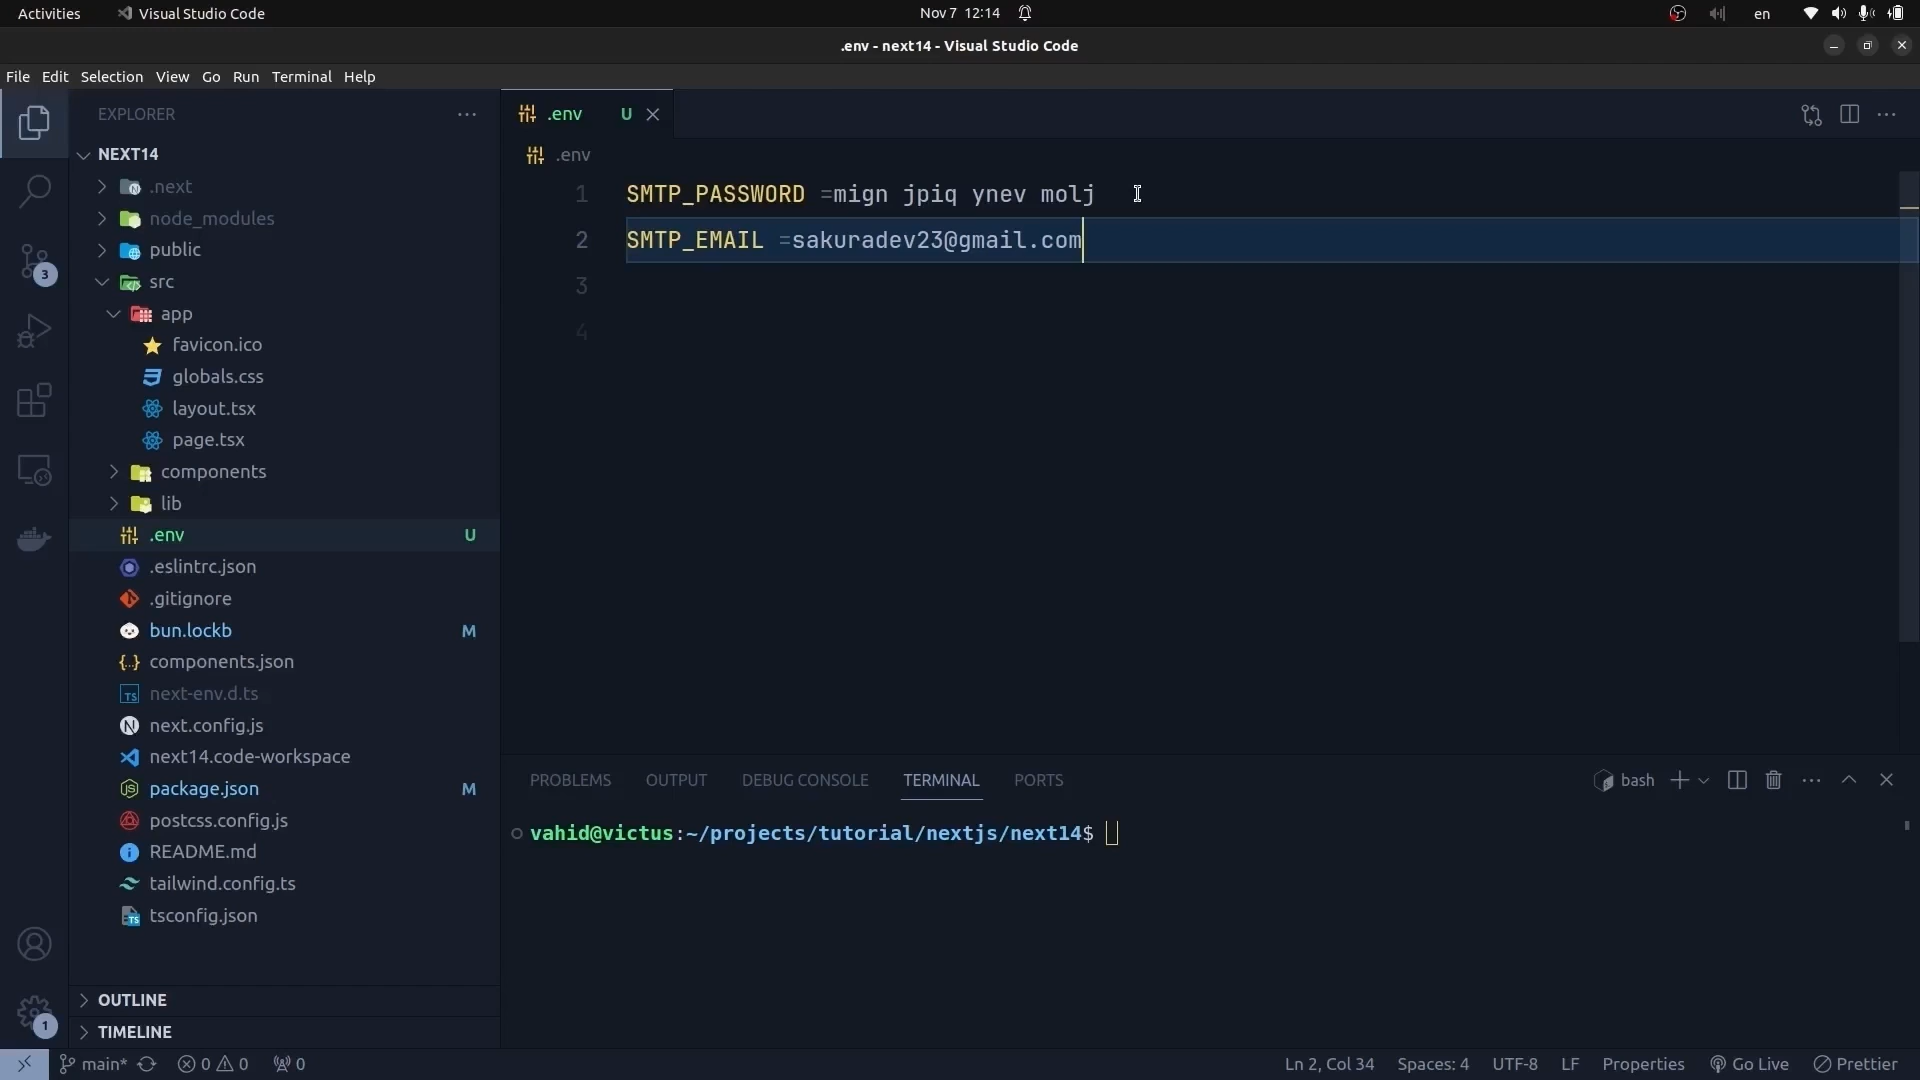 Activities
Visual Studio Code
Nov 7 12:14
en
.env - next14 - Visual Studio Code
File Edit Selection View Go Run Terminal Help
EXPLORER
.env U
NEXT14
.env
.next
node_modules
public
src
app
favicon.ico
globals.css
layout.tsx
page.tsx
components
lib
.env U
.eslintrc.json
.gitignore
bun.lockb M
components.json
next-env.d.ts
next.config.js
next14.code-workspace
package.json M
postcss.config.js
README.md
tailwind.config.ts
tsconfig.json
OUTLINE
TIMELINE
3
1
1 SMTP_PASSWORD =mign jpiq ynev molj
2 SMTP_EMAIL =sakuradev23@gmail.com
3
4
PROBLEMS OUTPUT DEBUG CONSOLE TERMINAL PORTS
bash
vahid@victus:~/projects/tutorial/nextjs/next14$
main* 0 0 0
Ln 2, Col 34 Spaces: 4 UTF-8 LF Properties Go Live Prettier